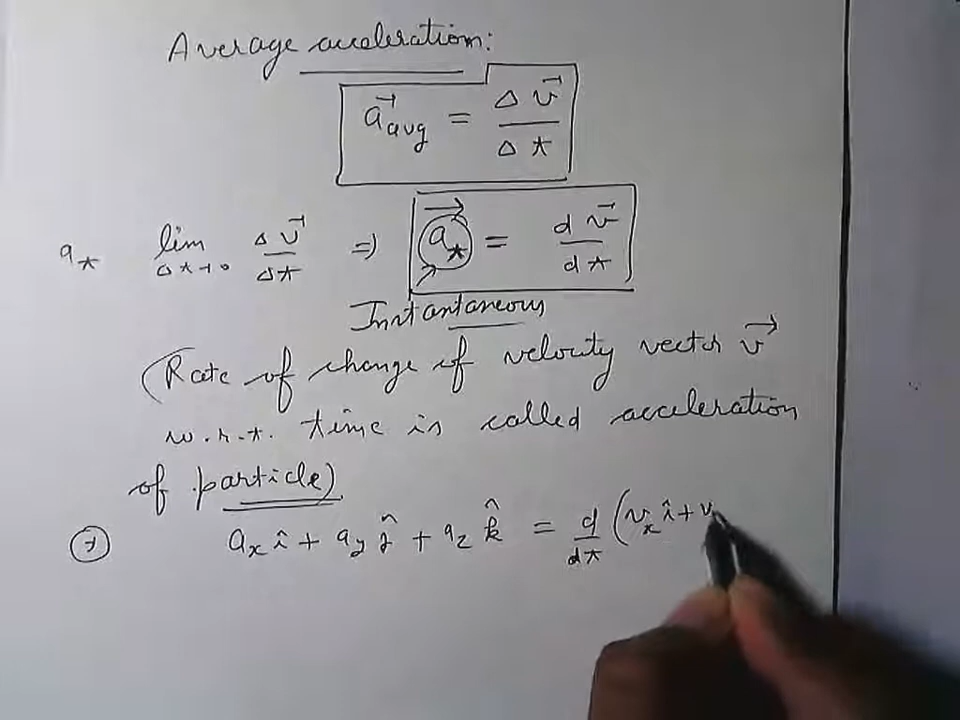 Average acceleration:
a⃗avg = Δv⃗ / Δt
at lim Δt→0 Δv⃗ / Δt ⇒ a⃗t = dv⃗ / dt
Instantaneous
(Rate of change of velocity vector v⃗
w.r.t. time is called acceleration
of particle)
→ ax î + ay ĵ + az k̂ = d/dt (vx î + v